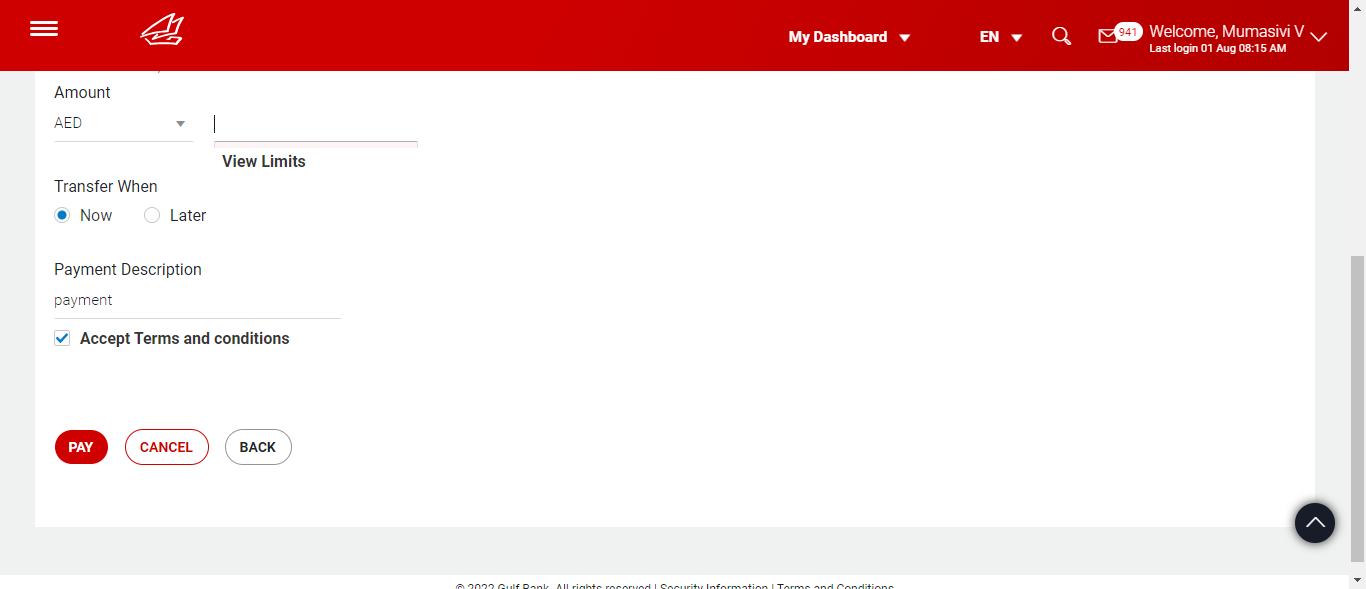 My Dashboard
EN
941
Welcome, Mumasivi V
Last login 01 Aug 08:15 AM
Amount
AED
View Limits
Transfer When
Now Later
Payment Description
payment
Accept Terms and conditions
PAY CANCEL BACK
© 2022 Gulf Bank. All rights reserved | Security Information | Terms and Conditions